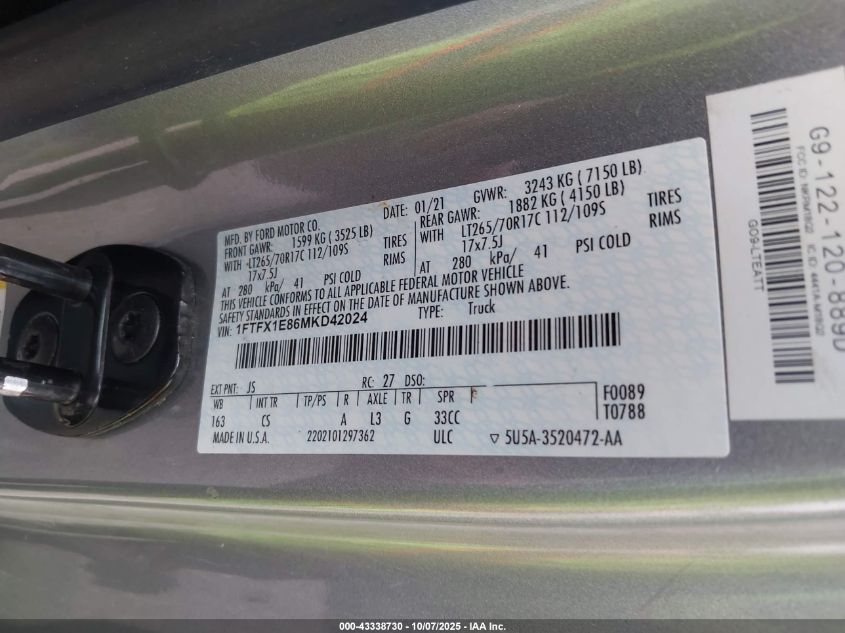 MFD. BY FORD MOTOR CO.
DATE: 01/21 GVWR: 3243 KG ( 7150 LB)
FRONT GAWR: 1599 KG ( 3525 LB)
REAR GAWR: 1882 KG ( 4150 LB)
WITH LT265/70R17C 112/109S TIRES
WITH LT265/70R17C 112/109S TIRES
17x7.5J RIMS
17x7.5J RIMS
AT 280 kPa/ 41 PSI COLD
AT 280 kPa/ 41 PSI COLD
THIS VEHICLE CONFORMS TO ALL APPLICABLE FEDERAL MOTOR VEHICLE
SAFETY STANDARDS IN EFFECT ON THE DATE OF MANUFACTURE SHOWN ABOVE.
VIN: 1FTFX1E86MKD42024 TYPE: Truck
EXT PNT: JS RC: 27 DSO:
WB INT TR TP/PS R AXLE TR SPR
163 CS A L3 G 33CC
F0089
T0788
MADE IN U.S.A. 2202101297362 ULC ▽ 5U5A-3520472-AA
G9-122-120-889D
GO9-LTEATT
000-43338730 - 10/07/2025 - IAA Inc.